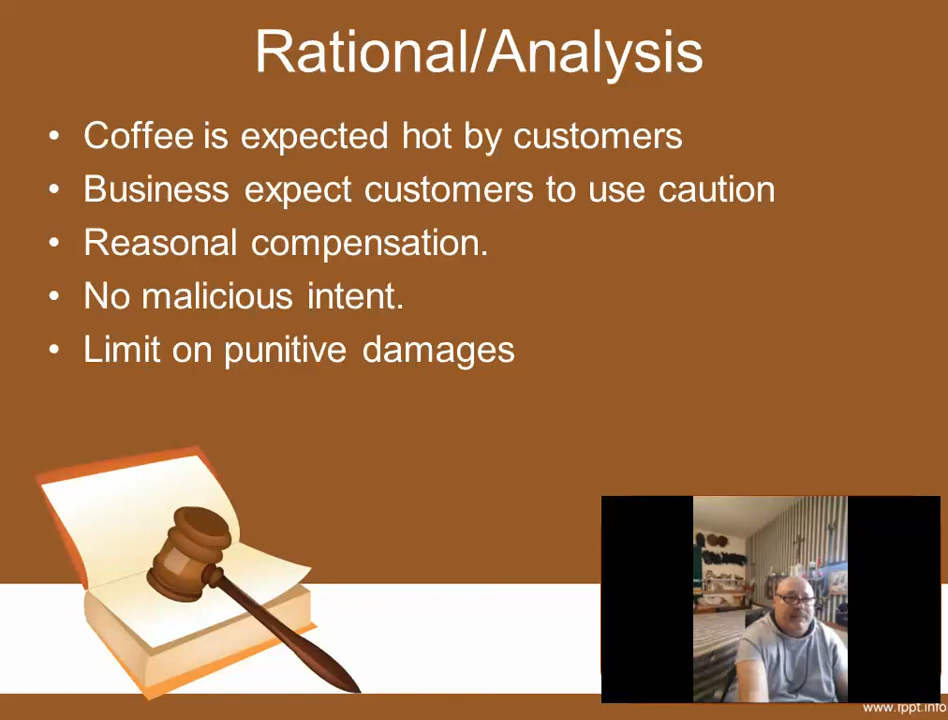 Rational/Analysis
• Coffee is expected hot by customers
• Business expect customers to use caution
• Reasonal compensation.
• No malicious intent.
• Limit on punitive damages
www.fppt.info